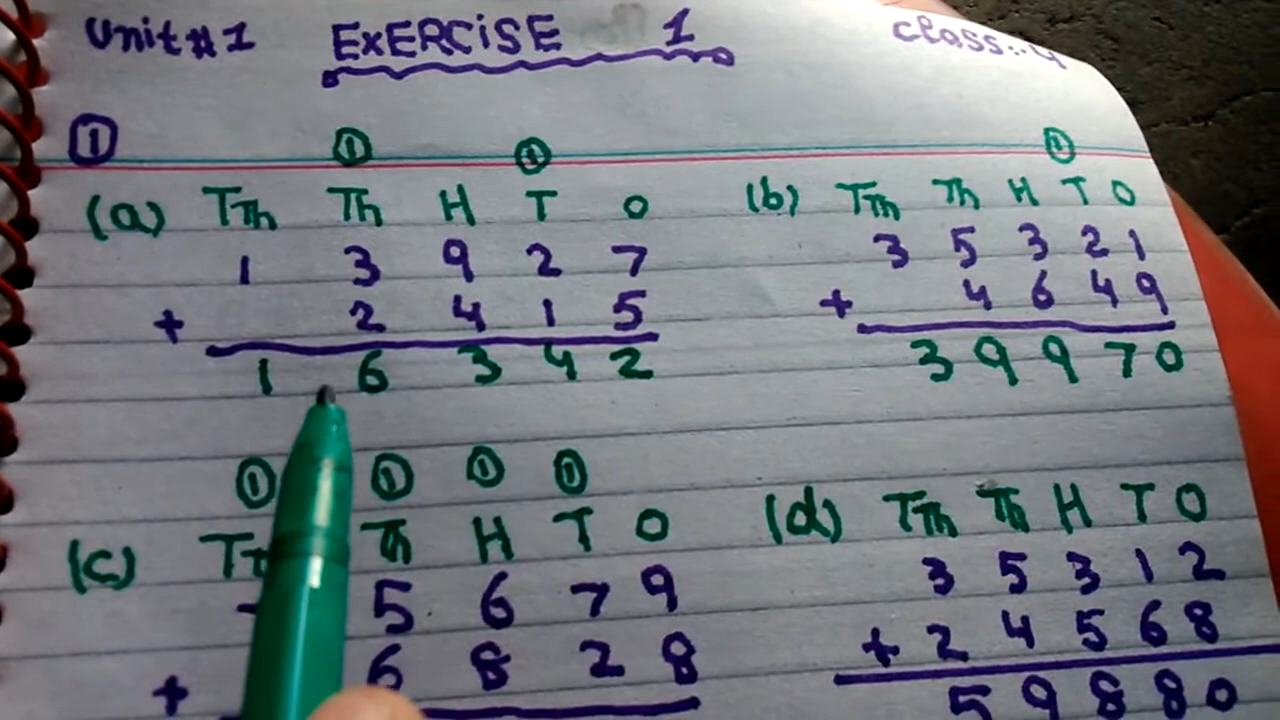 Unit#1 EXERCISE 1 Class:-4
①
① ① ①
(a) TTh Th H T O (b) TTh Th H T O
1 3 9 2 7 3 5 3 2 1
+ 2 4 1 5 + 4 6 4 9
1 6 3 4 2 3 9 9 7 0
① ① ① ①
(c) Th H T O (d) TTh Th H T O
5 6 7 9 3 5 3 1 2
+ 6 8 2 8 + 2 4 5 6 8
5 9 8 8 0